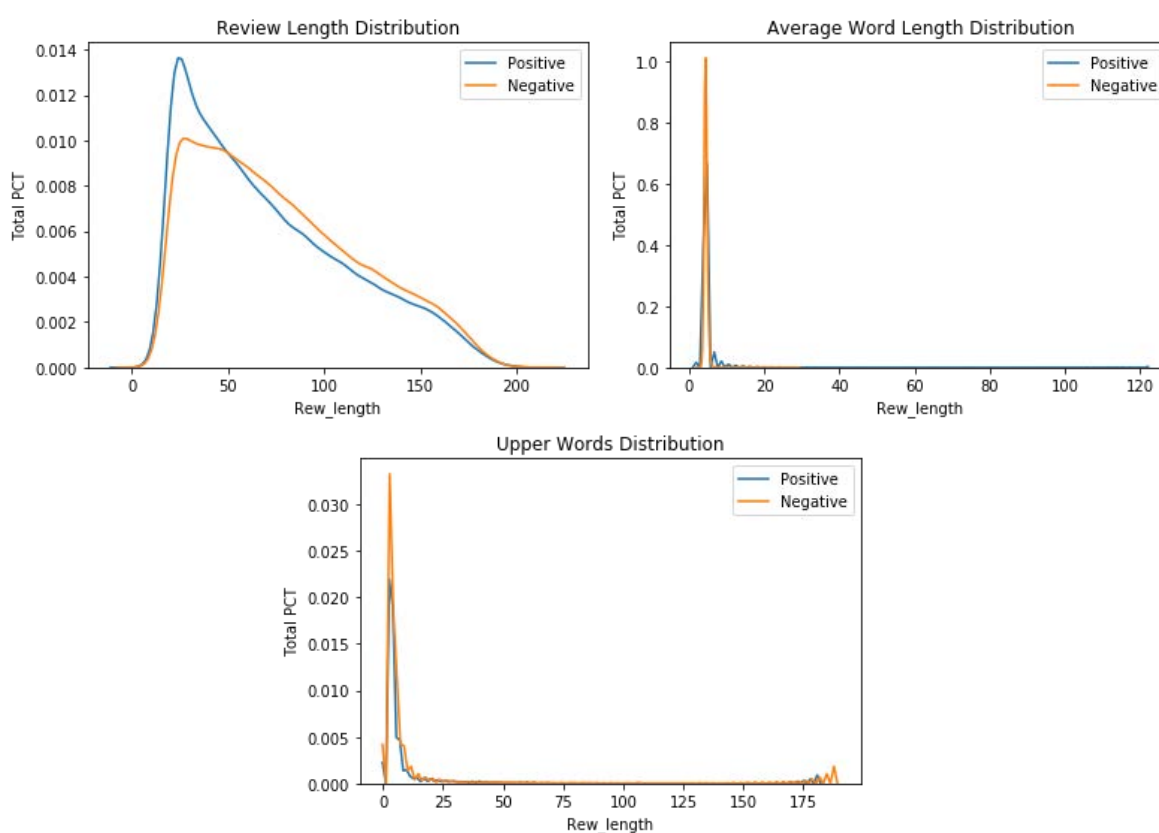 Review Length Distribution
Positive
Negative
Total PCT
0.014
0.012
0.010
0.008
0.006
0.004
0.002
0.000
0 50 100 150 200
Rew_length
Average Word Length Distribution
Positive
Negative
Total PCT
1.0
0.8
0.6
0.4
0.2
0.0
0 20 40 60 80 100 120
Rew_length
Upper Words Distribution
Positive
Negative
Total PCT
0.030
0.025
0.020
0.015
0.010
0.005
0.000
0 25 50 75 100 125 150 175
Rew_length